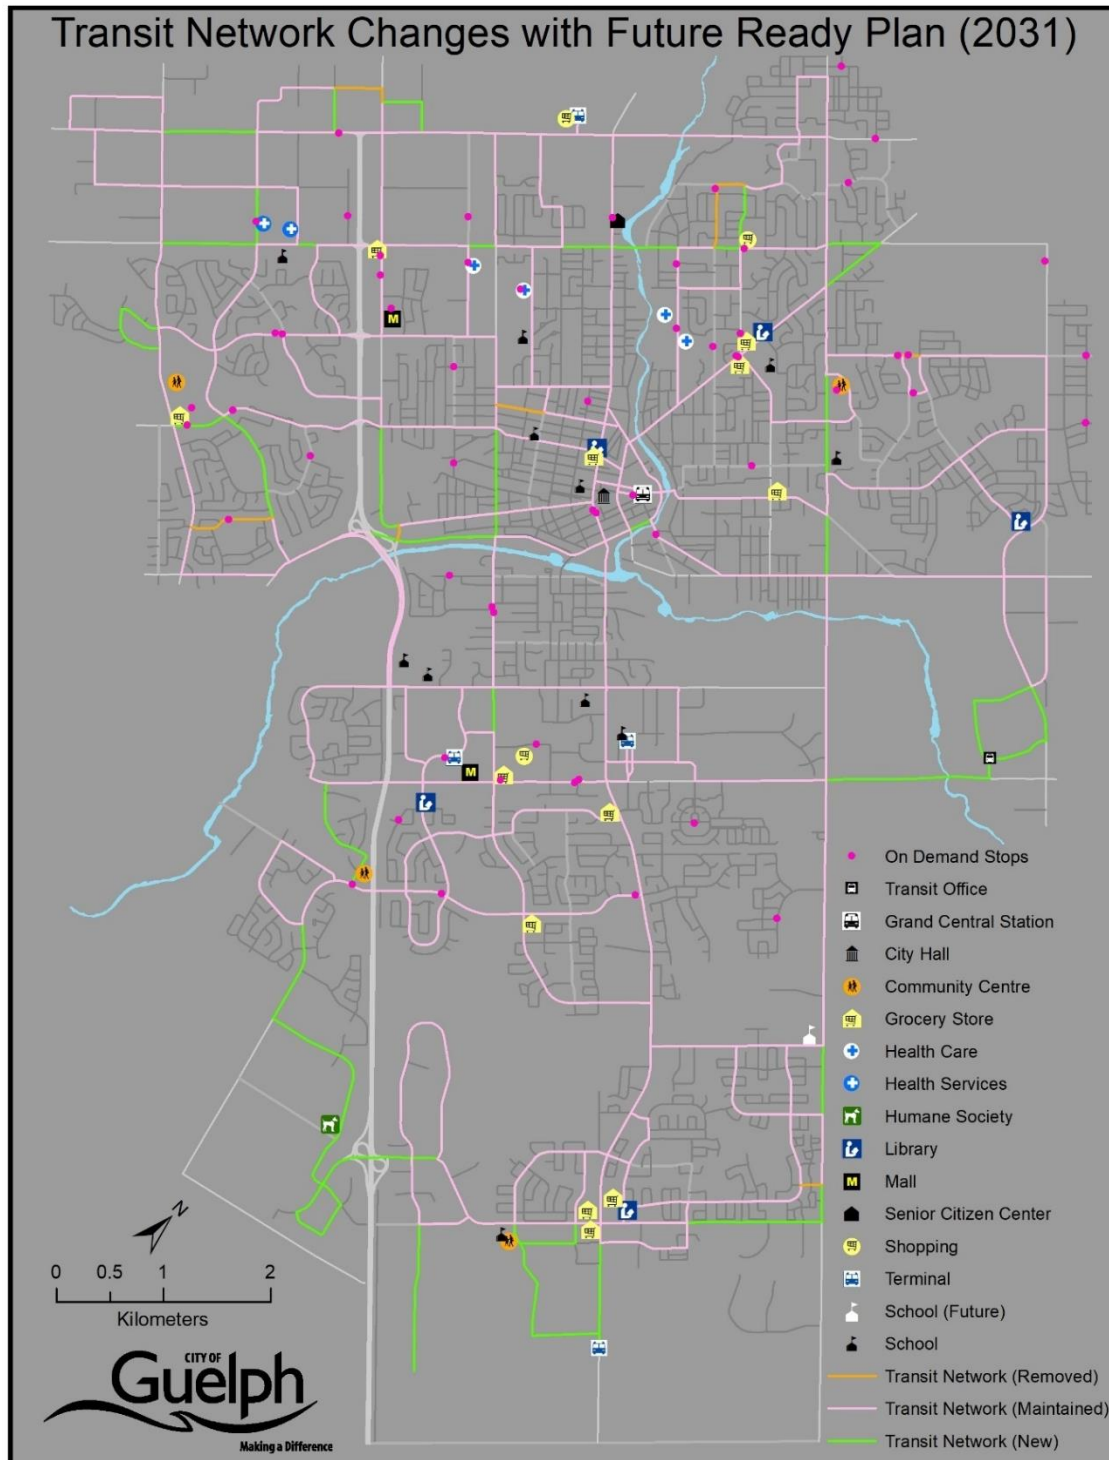 Transit Network Changes with Future Ready Plan (2031)
M
M
On Demand Stops
Transit Office
Grand Central Station
City Hall
Community Centre
Grocery Store
Health Care
Health Services
Humane Society
Library
M Mall
Senior Citizen Center
Shopping
Terminal
School (Future)
School
Transit Network (Removed)
Transit Network (Maintained)
Transit Network (New)
N
0 0.5 1 2
Kilometers
CITY OF
Guelph
Making a Difference